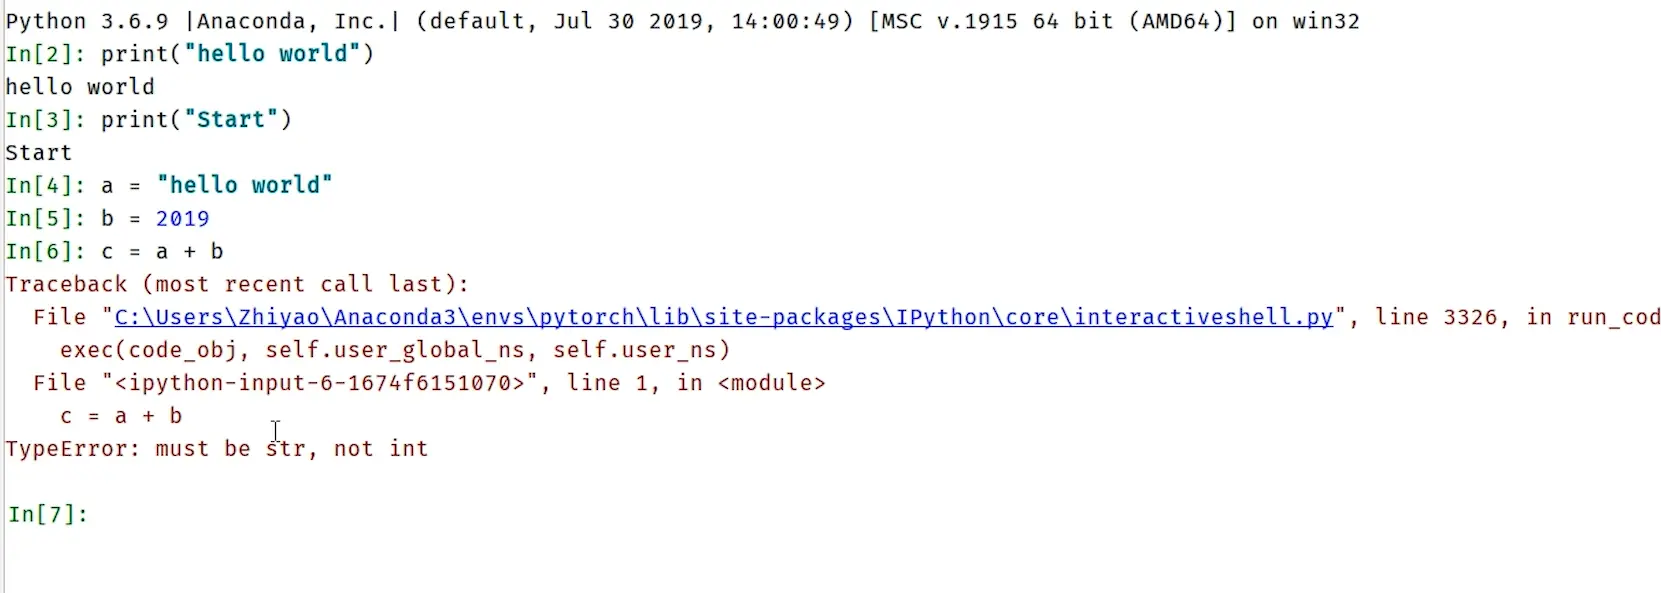 Python 3.6.9 |Anaconda, Inc.| (default, Jul 30 2019, 14:00:49) [MSC v.1915 64 bit (AMD64)] on win32
In[2]: print("hello world")
hello world
In[3]: print("Start")
Start
In[4]: a = "hello world"
In[5]: b = 2019
In[6]: c = a + b
Traceback (most recent call last):
  File "C:\Users\Zhiyao\Anaconda3\envs\pytorch\lib\site-packages\IPython\core\interactiveshell.py", line 3326, in run_cod
    exec(code_obj, self.user_global_ns, self.user_ns)
  File "<ipython-input-6-1674f6151070>", line 1, in <module>
    c = a + b
TypeError: must be str, not int
In[7]: